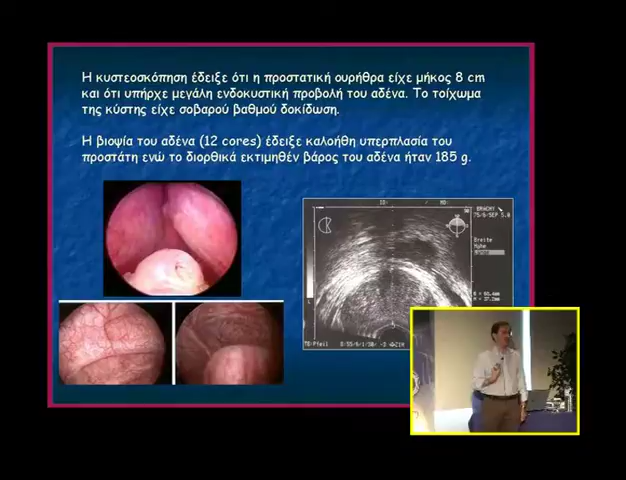 Η κυστεοσκόπηση έδειξε ότι η προστατική ουρήθρα είχε μήκος 8 cm
και ότι υπήρχε μεγάλη ενδοκυστική προβολή του αδένα. Το τοίχωμα
της κύστης είχε σοβαρού βαθμού δοκίδωση.
Η βιοψία του αδένα (12 cores) έδειξε καλοήθη υπερπλασία του
προστάτη ενώ το διορθικά εκτιμηθέν βάρος του αδένα ήταν 185 g.
Breite